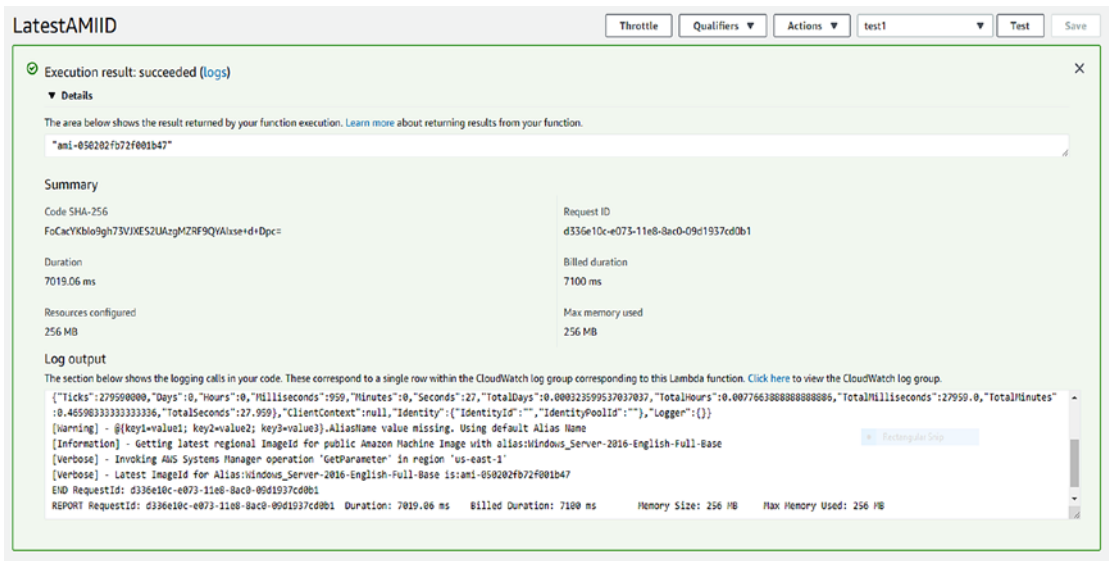 LatestAMIID
Throttle
Qualifiers ▼
Actions ▼
test1 ▼
Test
Save
Execution result: succeeded (logs)
▼ Details
The area below shows the result returned by your function execution. Learn more about returning results from your function.
"ami-050202fb72f001b47"
Summary
Code SHA-256
Request ID
FoCacYKblo9gh73VJXES2UAzgMZRF9QYAlxse+d+Dpc=
d336e10c-e073-11e8-8ac0-09d1937cd0b1
Duration
Billed duration
7019.06 ms
7100 ms
Resources configured
Max memory used
256 MB
256 MB
Log output
The section below shows the logging calls in your code. These correspond to a single row within the CloudWatch log group corresponding to this Lambda function. Click here to view the CloudWatch log group.
{"Ticks":279590000,"Days":0,"Hours":0,"Milliseconds":959,"Minutes":0,"Seconds":27,"TotalDays":0.000323599537037037,"TotalHours":0.0077663888888888886,"TotalMilliseconds":27959.0,"TotalMinutes"
:0.46598333333333336,"TotalSeconds":27.959},"ClientContext":null,"Identity":{"IdentityId":"","IdentityPoolId":""},"Logger":{}}
[Warning] - @{key1=value1; key2=value2; key3=value3}.AliasName value missing. Using default Alias Name
[Information] - Getting latest regional ImageId for public Amazon Machine Image with alias:Windows_Server-2016-English-Full-Base
Rectangular Snip
[Verbose] - Invoking AWS Systems Manager operation 'GetParameter' in region 'us-east-1'
[Verbose] - Latest ImageId for Alias:Windows_Server-2016-English-Full-Base is:ami-050202fb72f001b47
END RequestId: d336e10c-e073-11e8-8ac0-09d1937cd0b1
REPORT RequestId: d336e10c-e073-11e8-8ac0-09d1937cd0b1 Duration: 7019.06 ms Billed Duration: 7100 ms Memory Size: 256 MB Max Memory Used: 256 MB